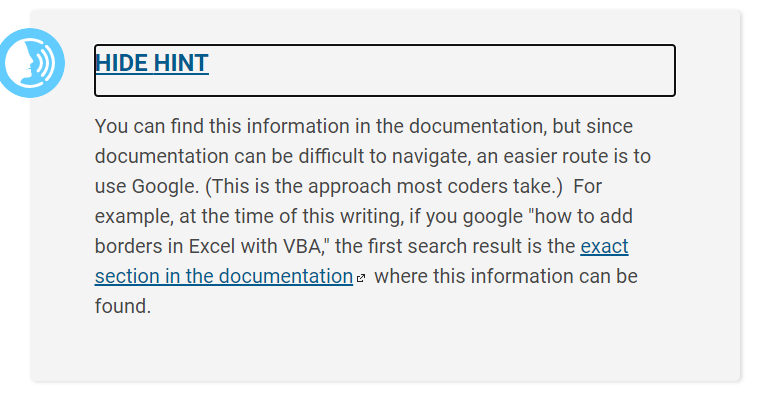 HIDE HINT
You can find this information in the documentation, but since
documentation can be difficult to navigate, an easier route is to
use Google. (This is the approach most coders take.)  For
example, at the time of this writing, if you google "how to add
borders in Excel with VBA," the first search result is the exact
section in the documentation where this information can be
found.